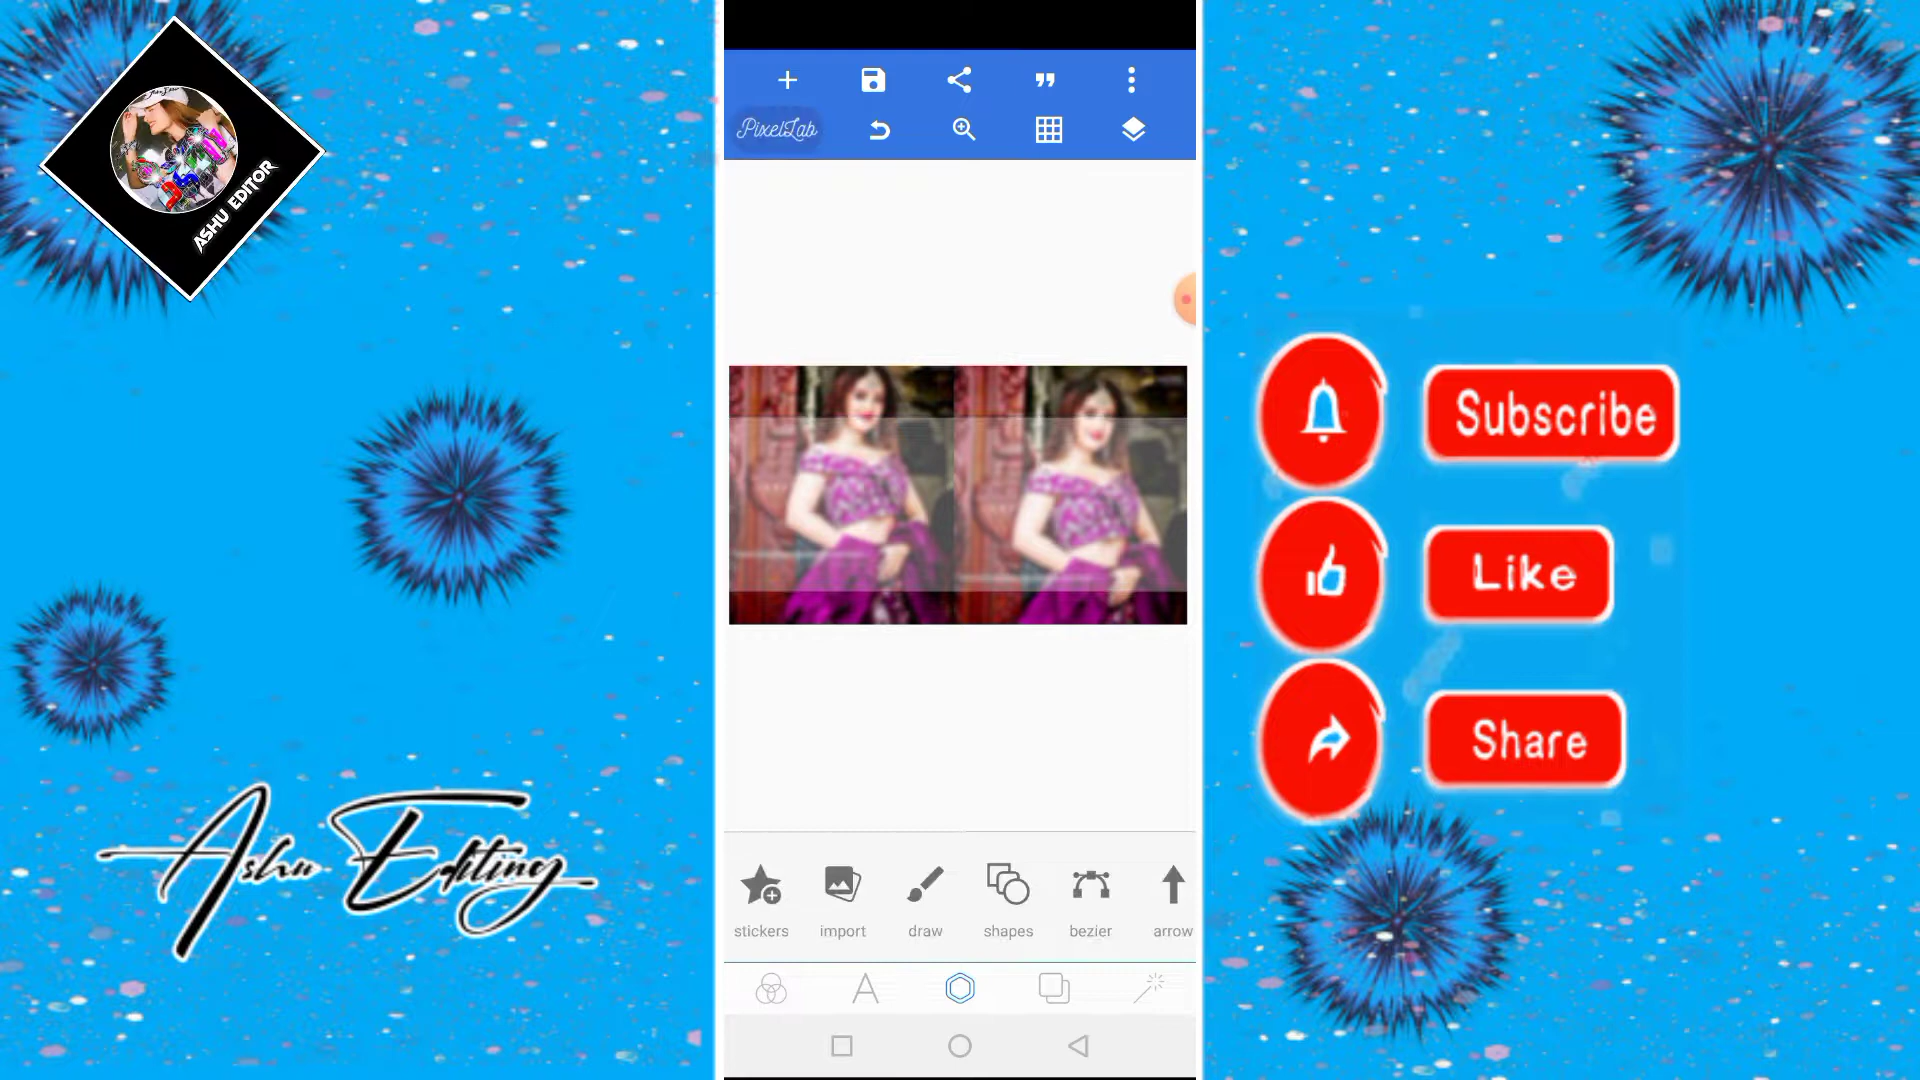 ASHU EDITOR
PixelLab
Subscribe
Like
Share
Ashu Editing
stickers
import
draw
shapes
bezier
arrow